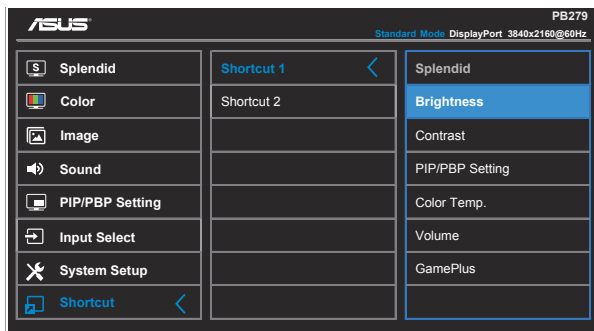 ASUS
PB279
Standard Mode DisplayPort 3840x2160@60Hz
S Splendid
Color
Image
Sound
PIP/PBP Setting
Input Select
System Setup
Shortcut
Shortcut 1
Shortcut 2
Splendid
Brightness
Contrast
PIP/PBP Setting
Color Temp.
Volume
GamePlus